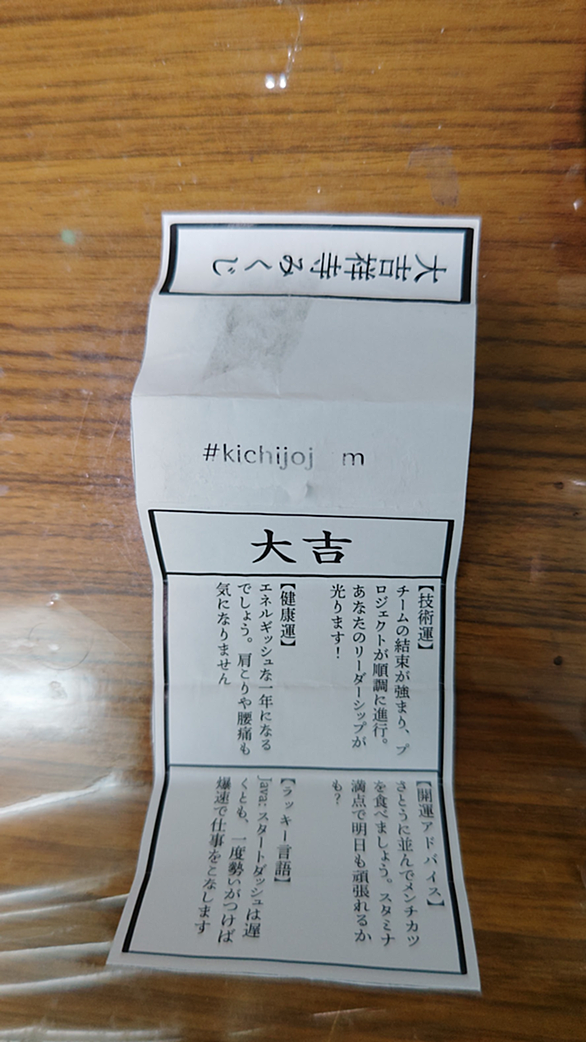 大吉祥寺みくじ
#kichijoj m
大吉
【技術運】
チームの結束が強まり、プ
ロジェクトが順調に進行。
あなたのリーダーシップが
光ります！
【健康運】
エネルギッシュな一年になる
でしょう。肩こりや腰痛も
気になりません
【開運アドバイス】
さとうに並んでメンチカツ
を食べましょう。スタミナ
満点で明日も頑張れるか
も？
【ラッキー言語】
Java: スタートダッシュは遅
くとも、一度勢いがつけば
爆速で仕事をこなします